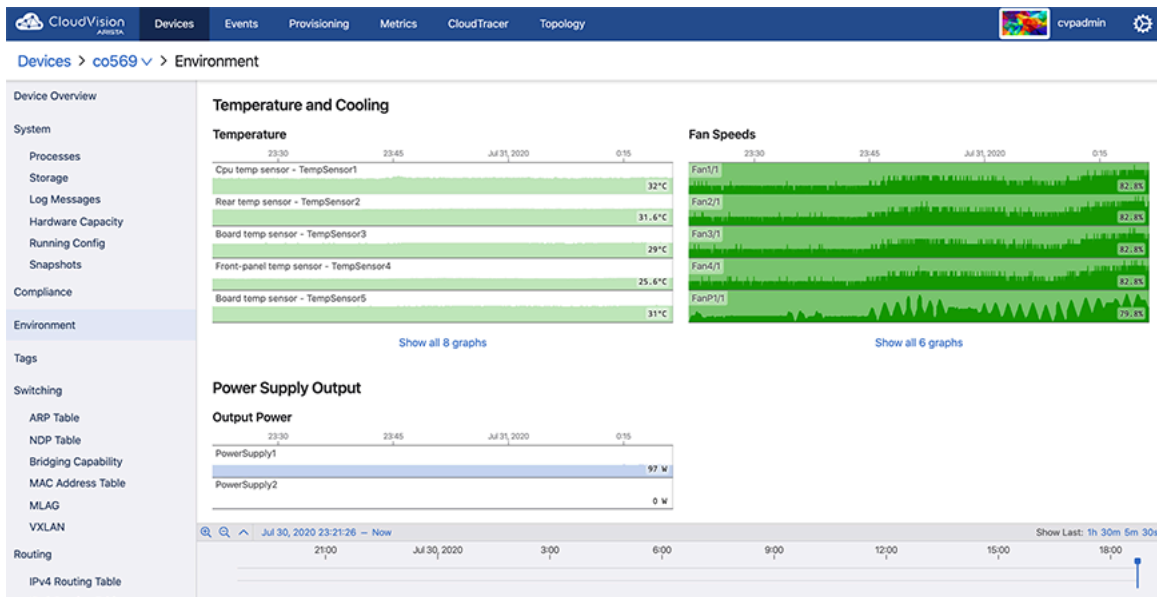 CloudVision
ARISTA
Devices Events Provisioning Metrics CloudTracer Topology cvpadmin
Devices > co569 > Environment
Device Overview
System
Processes
Storage
Log Messages
Hardware Capacity
Running Config
Snapshots
Compliance
Environment
Tags
Switching
ARP Table
NDP Table
Bridging Capability
MAC Address Table
MLAG
VXLAN
Routing
IPv4 Routing Table
Temperature and Cooling
Temperature
23:30 23:45 Jul 31, 2020 0:15
Cpu temp sensor - TempSensor1
32°C
Rear temp sensor - TempSensor2
31.6°C
Board temp sensor - TempSensor3
29°C
Front-panel temp sensor - TempSensor4
25.6°C
Board temp sensor - TempSensor5
31°C
Show all 8 graphs
Fan Speeds
23:30 23:45 Jul 31, 2020 0:15
Fan1/1
82.8%
Fan2/1
82.8%
Fan3/1
82.8%
Fan4/1
82.8%
FanP1/1
79.8%
Show all 6 graphs
Power Supply Output
Output Power
23:30 23:45 Jul 31, 2020 0:15
PowerSupply1
97 W
PowerSupply2
0 W
Jul 30, 2020 23:21:26 – Now
Show Last: 1h 30m 5m 30s
21:00 Jul 30, 2020 3:00 6:00 9:00 12:00 15:00 18:00